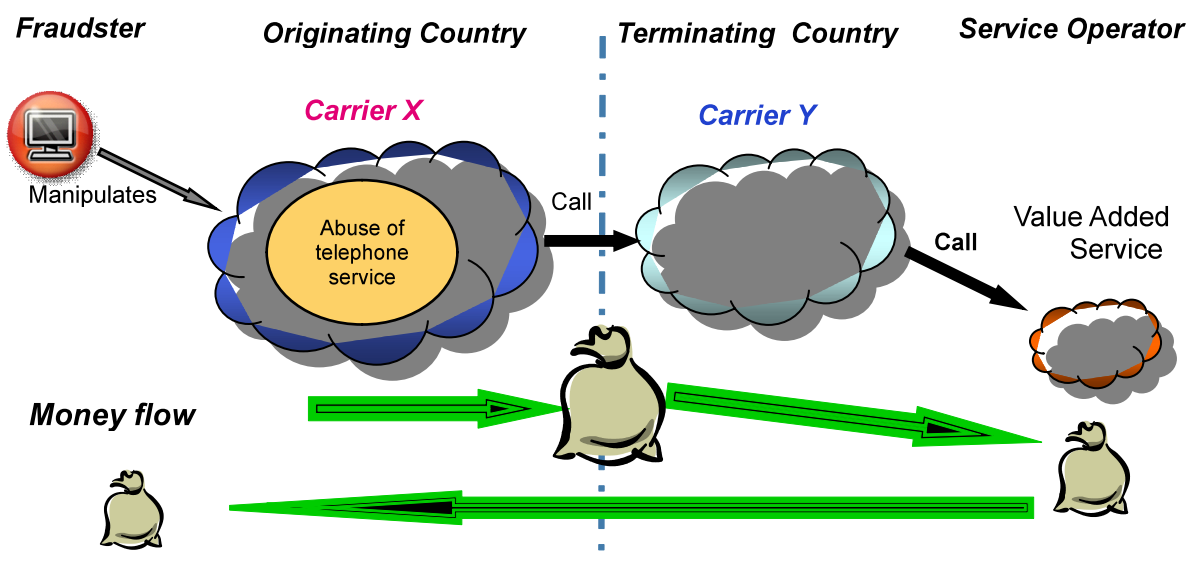 Fraudster
Originating Country
Terminating Country
Service Operator
Carrier X
Carrier Y
Manipulates
Abuse of
telephone
service
Call
Call
Value Added
Service
Money flow